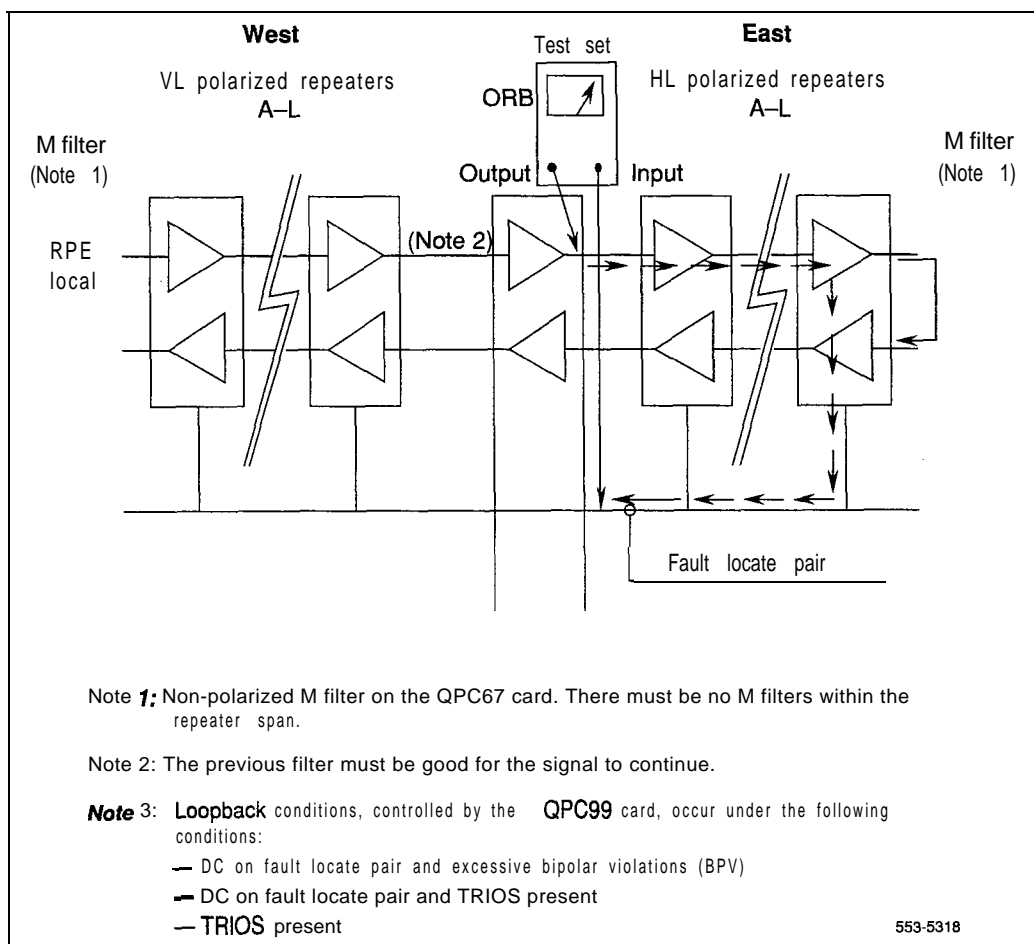 West
East
Test set
VL polarized repeaters
A–L
ORB
HL polarized repeaters
A–L
M filter
(Note 1)
M filter
(Note 1)
Output
Input
RPE
local
(Note 2)
Fault locate pair
Note 1: Non-polarized M filter on the QPC67 card. There must be no M filters within the
repeater span.
Note 2: The previous filter must be good for the signal to continue.
Note 3: Loopback conditions, controlled by the QPC99 card, occur under the following
conditions:
— DC on fault locate pair and excessive bipolar violations (BPV)
— DC on fault locate pair and TRIOS present
— TRIOS present
553-5318